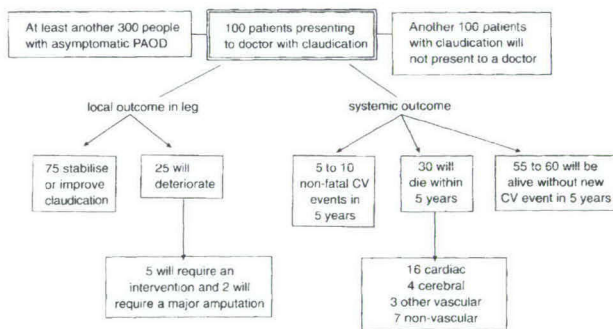 At least another 300 people
with asymptomatic PAOD
100 patients presenting
to doctor with claudication
Another 100 patients
with claudication will
not present to a doctor
local outcome in leg
systemic outcome
75 stabilise
or improve
claudication
25 will
deteriorate
5 to 10
non-fatal CV
events in
5 years
30 will
die within
5 years
55 to 60 will be
alive without new
CV event in 5 years
5 will require an
intervention and 2 will
require a major amputation
16 cardiac
4 cerebral
3 other vascular
7 non-vascular